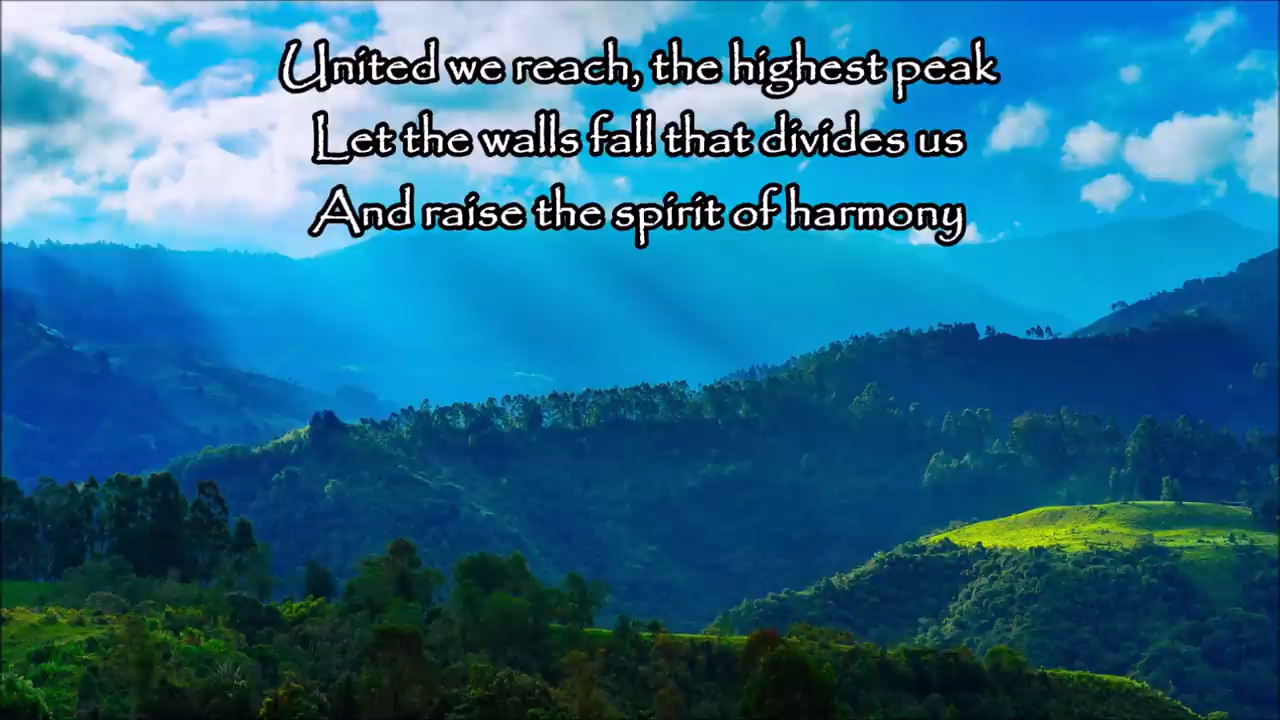 United we reach, the highest peak
Let the walls fall that divides us
And raise the spirit of harmony